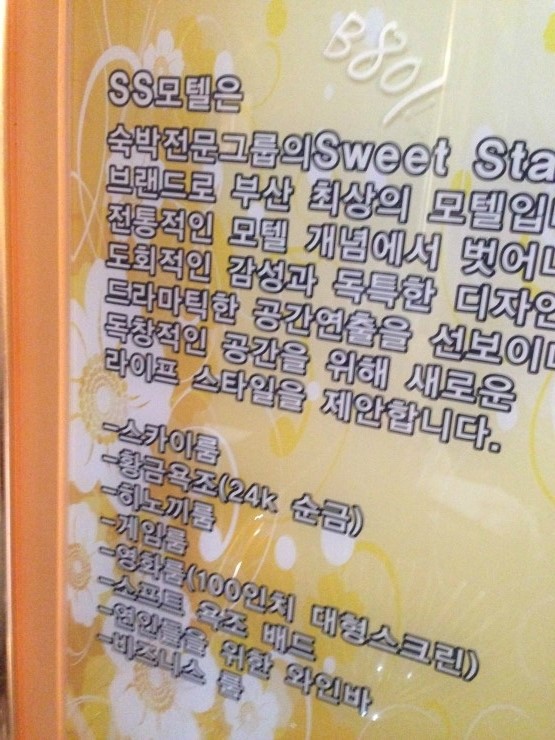 B801
SS모텔은
숙박전문그룹의Sweet Sta
브랜드로 부산 최상의 모텔입니
전통적인 모텔 개념에서 벗어나
도회적인 감성과 독특한 디자인
드라마틱한 공간연출을 선보이며
독창적인 공간을 위해 새로운
라이프 스타일을 제안합니다.
-스카이룸
-황금욕조(24k 순금)
-히노끼룸
-게임룸
-영화룸(100인치 대형스크린)
-소프트 욕조 배드
-연인들을 위한 와인바
-비즈니스 룸